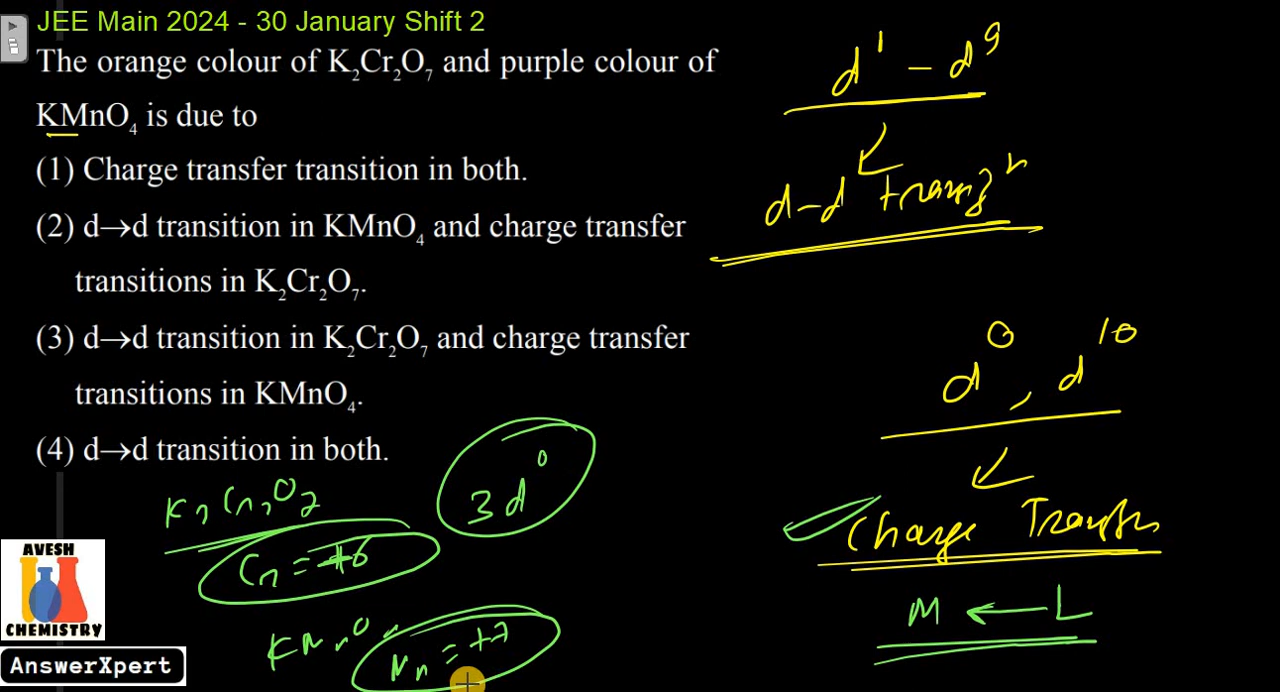 JEE Main 2024 - 30 January Shift 2
The orange colour of K₂Cr₂O₇ and purple colour of
KMnO₄ is due to
(1) Charge transfer transition in both.
(2) d→d transition in KMnO₄ and charge transfer
transitions in K₂Cr₂O₇.
(3) d→d transition in K₂Cr₂O₇ and charge transfer
transitions in KMnO₄.
(4) d→d transition in both.
K₂Cr₂O₇
Cr = +6
3d⁰
KMnO₄
Mn = +7
d¹ – d⁹
d–d
d⁰, d¹⁰
Charge Transfer
M ← L
AVESH
CHEMISTRY
AnswerXpert